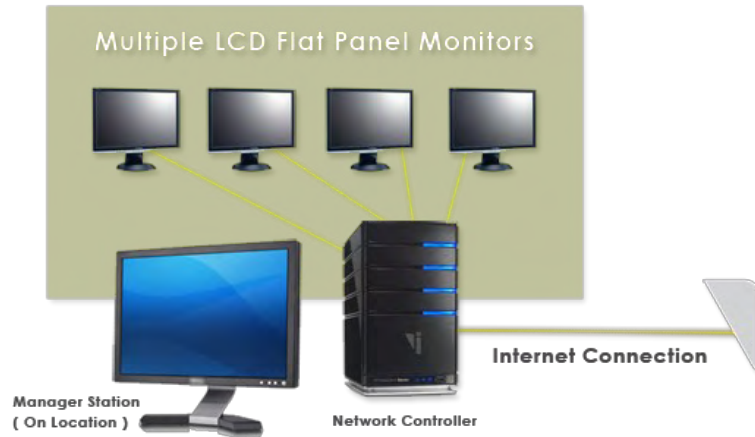 Multiple LCD Flat Panel Monitors
Internet Connection
Manager Station
( On Location )
Network Controller